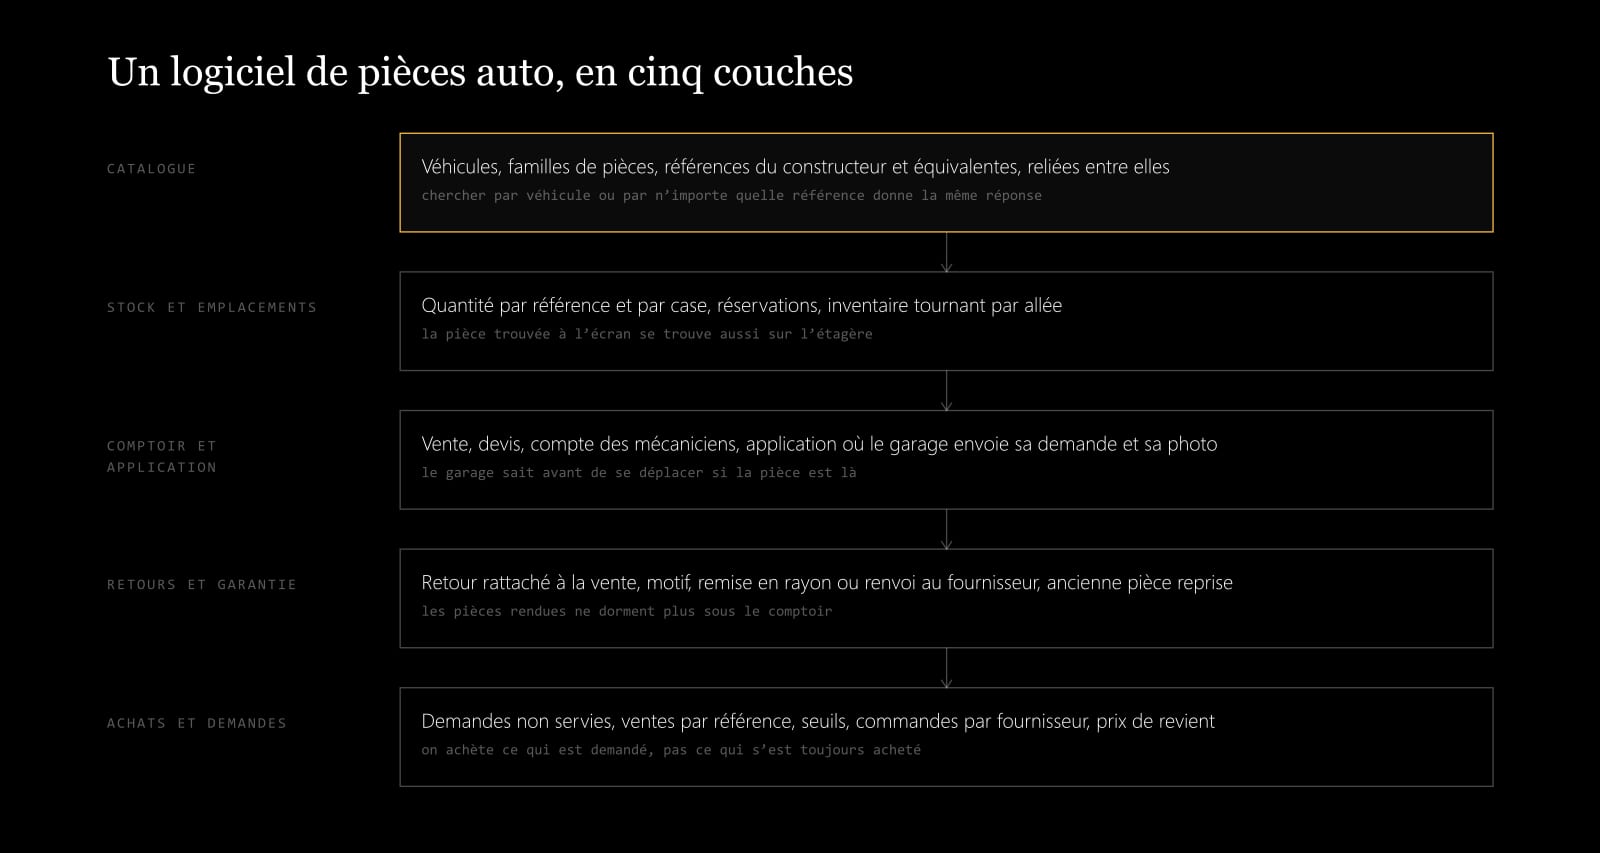 Un logiciel de pièces auto, en cinq couches
CATALOGUE
Véhicules, familles de pièces, références du constructeur et équivalentes, reliées entre elles
chercher par véhicule ou par n’importe quelle référence donne la même réponse
STOCK ET EMPLACEMENTS
Quantité par référence et par case, réservations, inventaire tournant par allée
la pièce trouvée à l’écran se trouve aussi sur l’étagère
COMPTOIR ET
APPLICATION
Vente, devis, compte des mécaniciens, application où le garage envoie sa demande et sa photo
le garage sait avant de se déplacer si la pièce est là
RETOURS ET GARANTIE
Retour rattaché à la vente, motif, remise en rayon ou renvoi au fournisseur, ancienne pièce reprise
les pièces rendues ne dorment plus sous le comptoir
ACHATS ET DEMANDES
Demandes non servies, ventes par référence, seuils, commandes par fournisseur, prix de revient
on achète ce qui est demandé, pas ce qui s’est toujours acheté